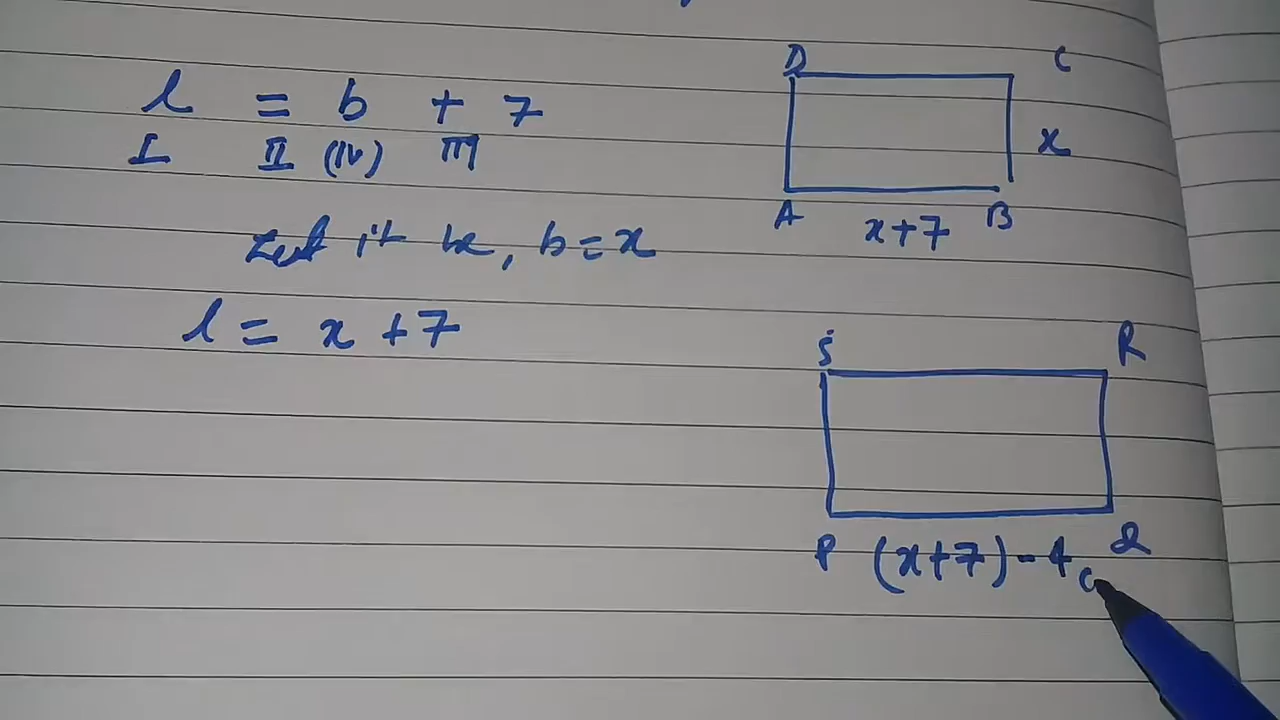 l = b + 7
I II (IV) III
Let it be, b = x
l = x + 7
D C
x
A x+7 B
S R
P (x+7) - 4 c Q